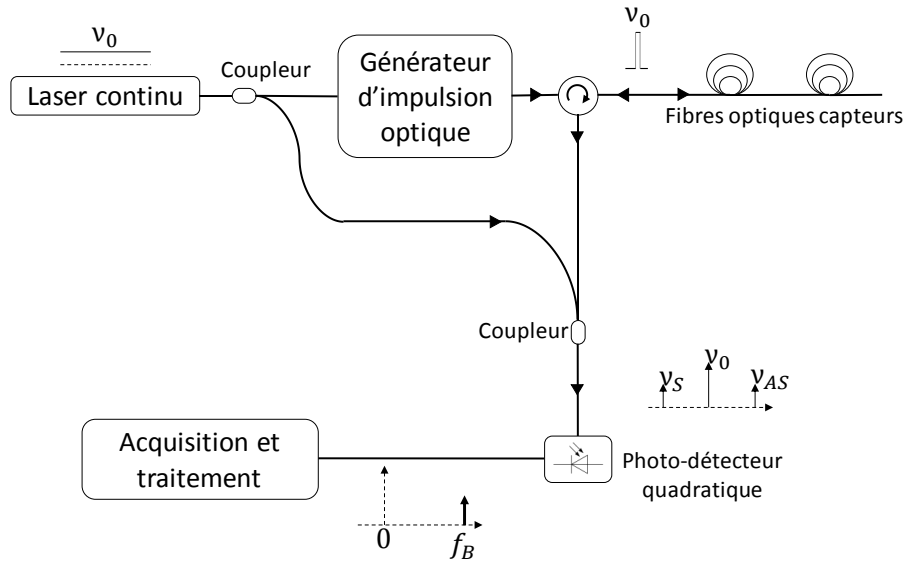 ν0
Laser continu
Coupleur
Générateur
d'impulsion
optique
ν0
Fibres optiques capteurs
Coupleur
νS
ν0
νAS
Photo-détecteur
quadratique
Acquisition et
traitement
0
fB